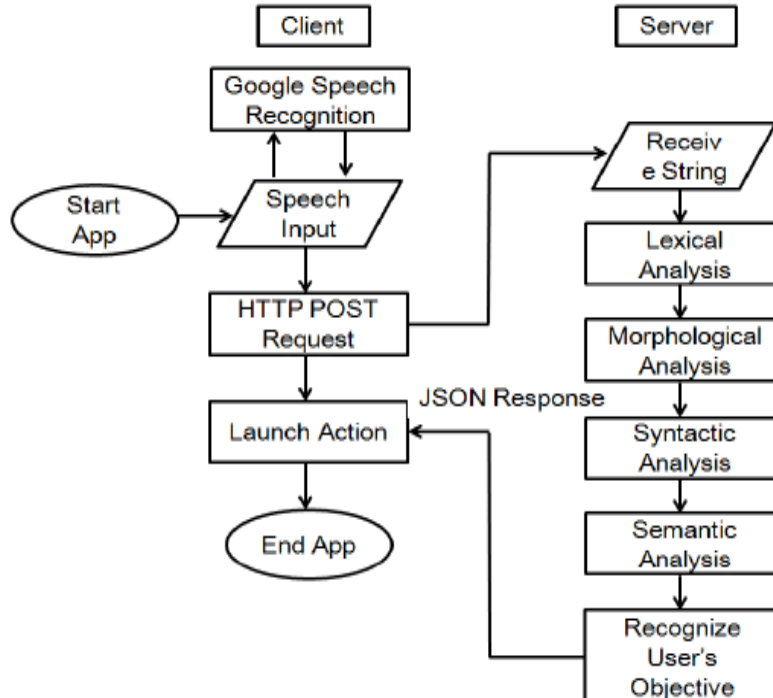 Client
Server
Google Speech
Recognition
Receiv
e String
Start
App
Speech
Input
Lexical
Analysis
HTTP POST
Request
Morphological
Analysis
JSON Response
Launch Action
Syntactic
Analysis
End App
Semantic
Analysis
Recognize
User's
Objective